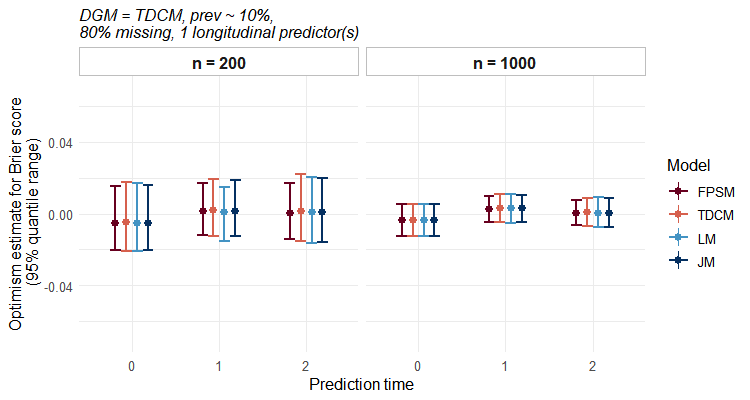 DGM = TDCM, prev ~ 10%,
80% missing, 1 longitudinal predictor(s)
n = 200
n = 1000
Optimism estimate for Brier score
(95% quantile range)
0.04
0.00
-0.04
0
1
2
0
1
2
Prediction time
Model
FPSM
TDCM
LM
JM